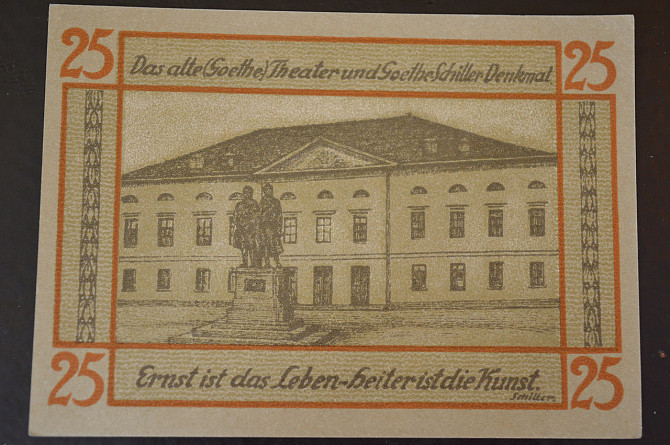 25 Das alte (Goethe) Theater und Goethe Schiller Denkmal 25
25 Ernst ist das Leben-heiter ist die Kunst. 25
Schiller.